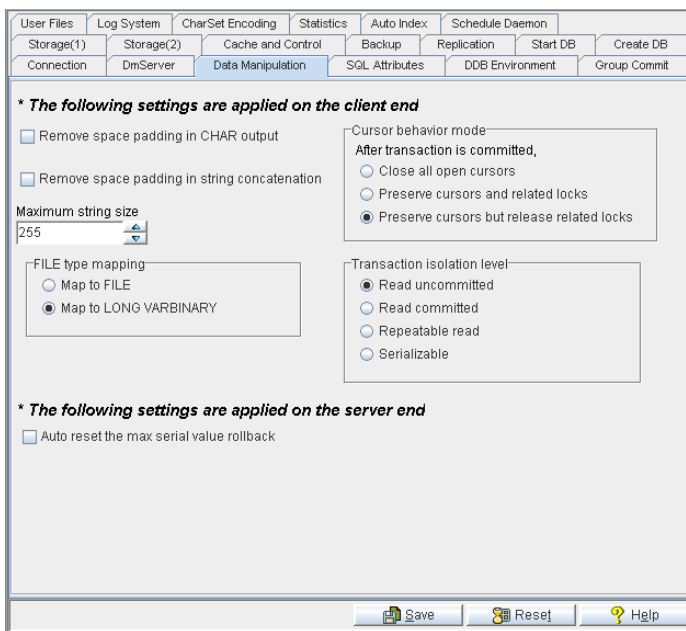 User Files Log System CharSet Encoding Statistics Auto Index Schedule Daemon
Storage(1) Storage(2) Cache and Control Backup Replication Start DB Create DB
Connection DmServer Data Manipulation SQL Attributes DDB Environment Group Commit
* The following settings are applied on the client end
Remove space padding in CHAR output
Remove space padding in string concatenation
Maximum string size
255
FILE type mapping
Map to FILE
Map to LONG VARBINARY
Cursor behavior mode
After transaction is committed,
Close all open cursors
Preserve cursors and related locks
Preserve cursors but release related locks
Transaction isolation level
Read uncommitted
Read committed
Repeatable read
Serializable
* The following settings are applied on the server end
Auto reset the max serial value rollback
Save Reset Help